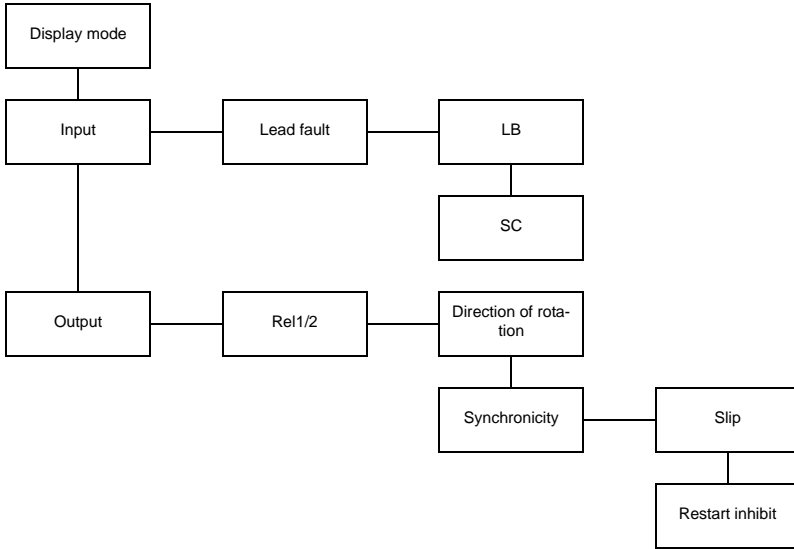 Display mode
Input
Lead fault
LB
SC
Output
Rel1/2
Direction of rota-
tion
Synchronicity
Slip
Restart inhibit